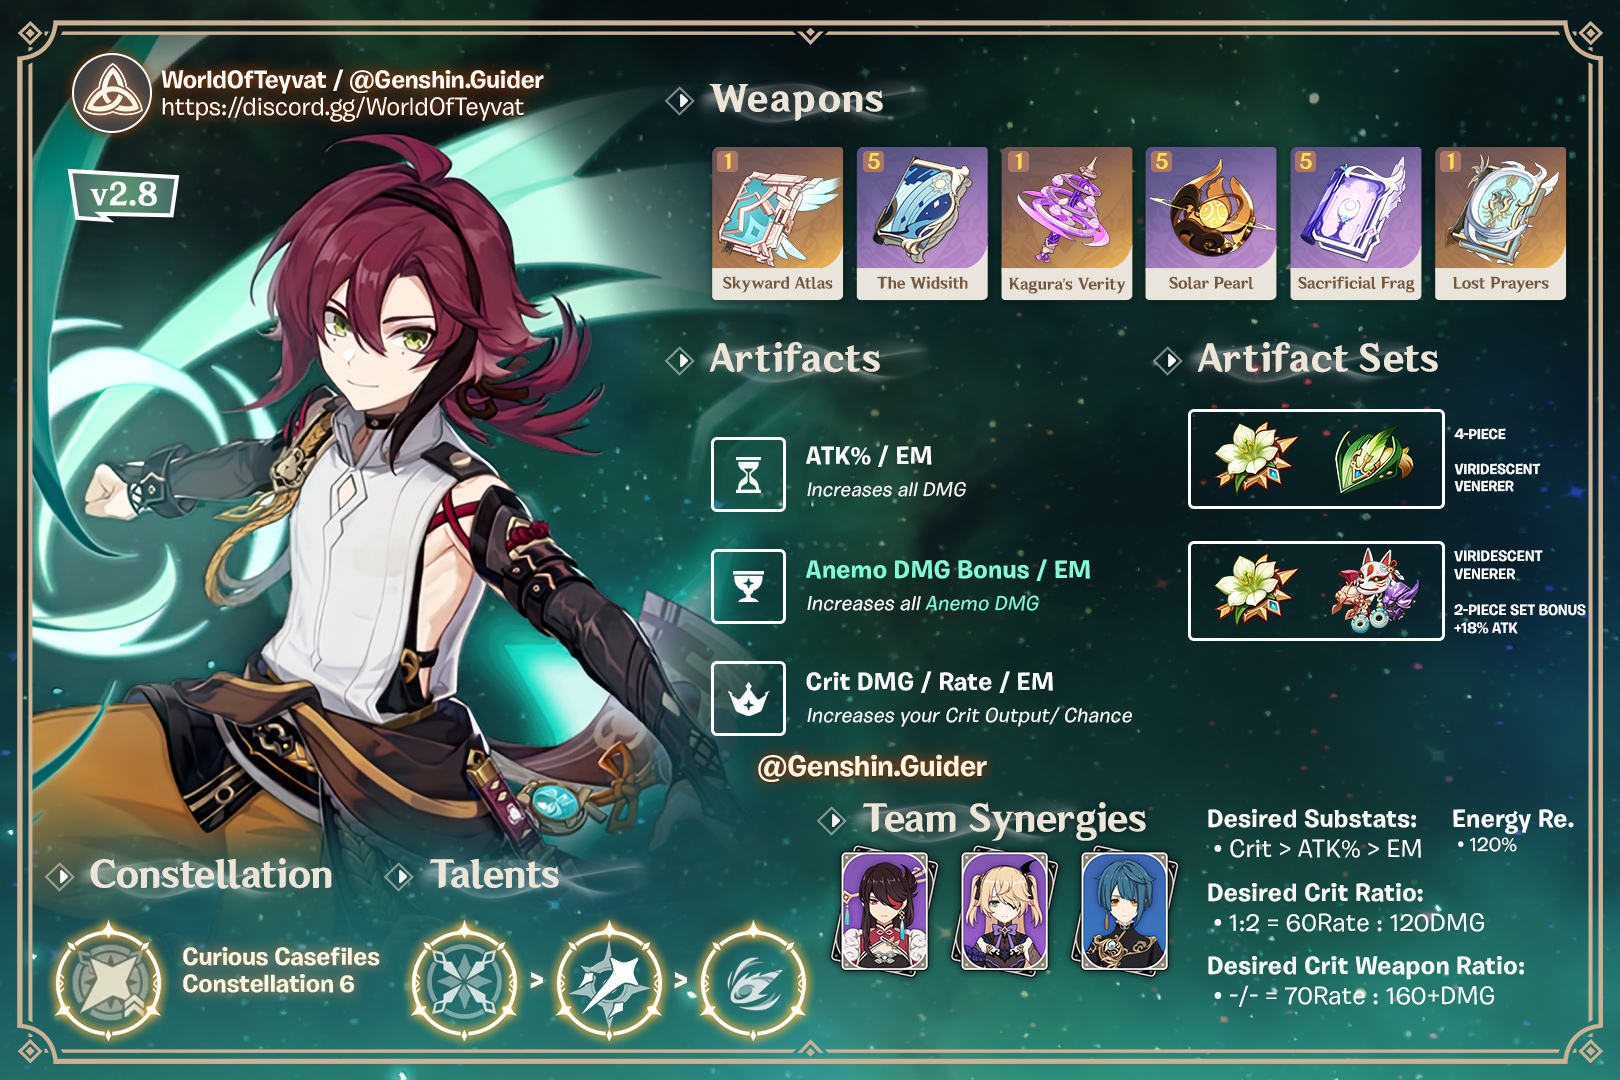 WorldOfTeyvat / @Genshin.Guider
https://discord.gg/WorldOfTeyvat
v2.8
Weapons
1
5
1
5
5
1
Skyward Atlas
The Widsith
Kagura's Verity
Solar Pearl
Sacrificial Frag
Lost Prayers
Artifacts
ATK% / EM
Increases all DMG
Anemo DMG Bonus / EM
Increases all Anemo DMG
Crit DMG / Rate / EM
Increases your Crit Output/ Chance
@Genshin.Guider
Artifact Sets
4-PIECE
VIRIDESCENT
VENERER
VIRIDESCENT
VENERER
2-PIECE SET BONUS
+18% ATK
Constellation
Curious Casefiles
Constellation 6
Talents
>
>
Team Synergies
Desired Substats:
• Crit > ATK% > EM
Energy Re.
• 120%
Desired Crit Ratio:
• 1:2 = 60Rate : 120DMG
Desired Crit Weapon Ratio:
• -/- = 70Rate : 160+DMG